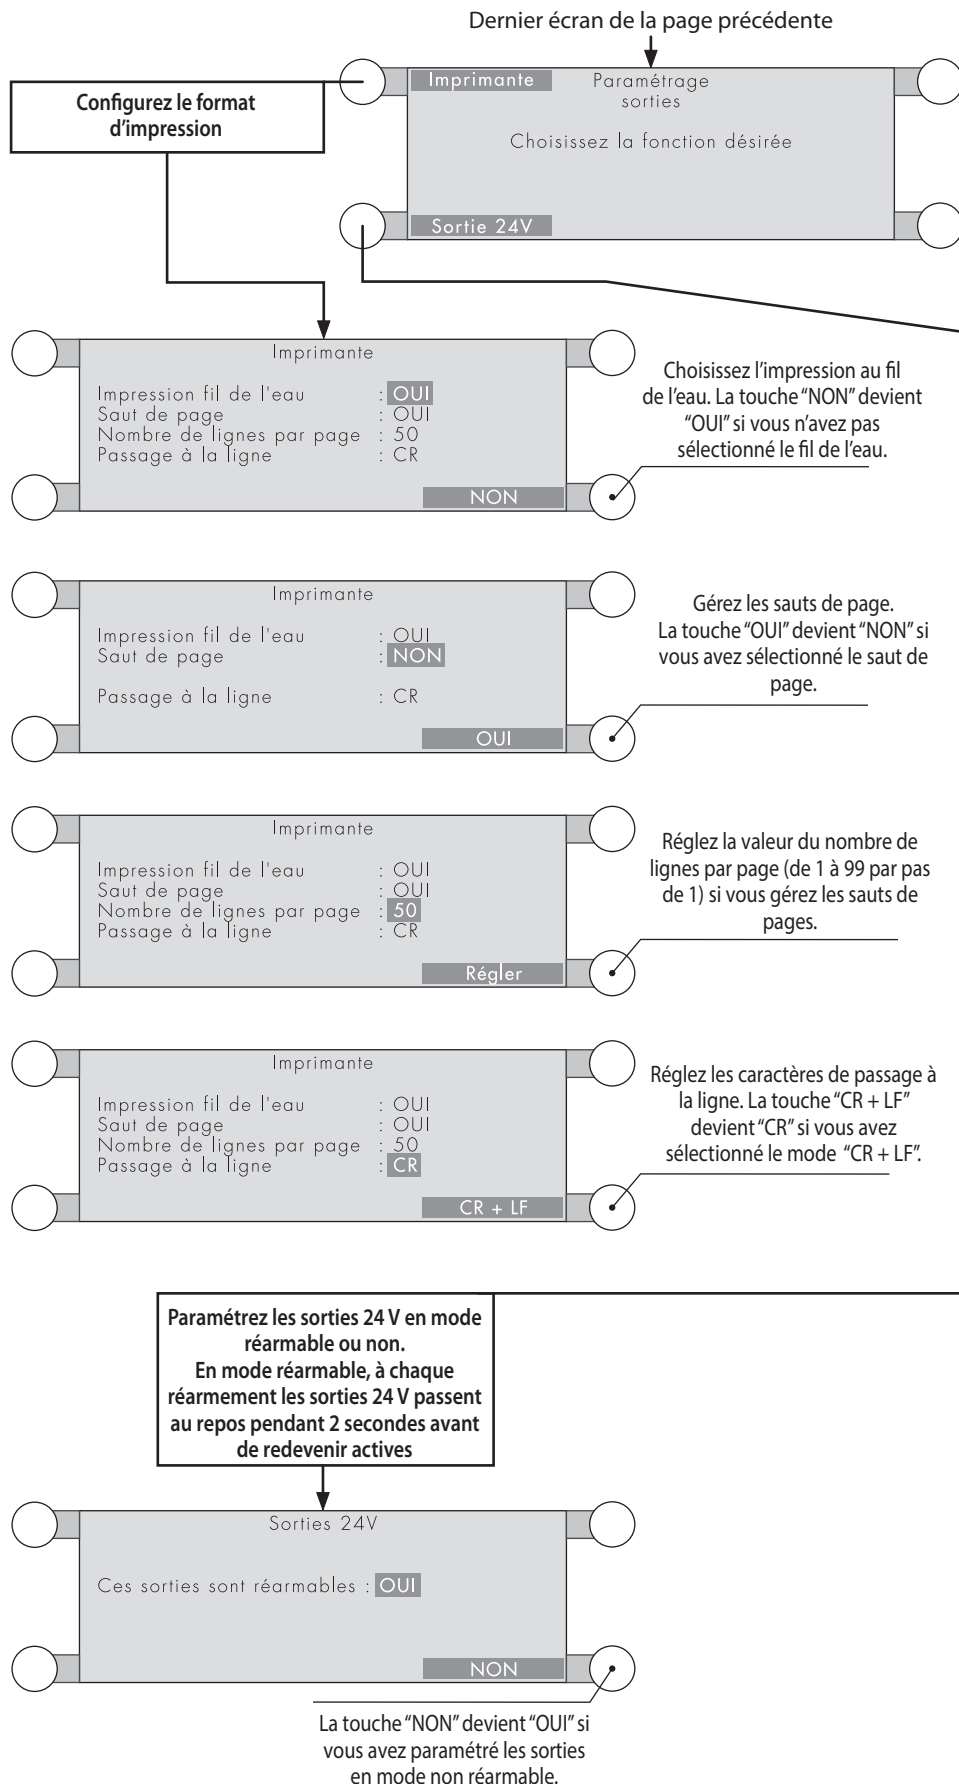 Dernier écran de la page précédente
Imprimante
Paramétrage
sorties
Choisissez la fonction désirée
Sortie 24V
Configurez le format
d'impression
Imprimante
Impression fil de l'eau : OUI
Saut de page : OUI
Nombre de lignes par page : 50
Passage à la ligne : CR
NON
Choisissez l'impression au fil
de l'eau. La touche “NON” devient
“OUI” si vous n'avez pas
sélectionné le fil de l'eau.
Imprimante
Impression fil de l'eau : OUI
Saut de page : NON
Passage à la ligne : CR
OUI
Gérez les sauts de page.
La touche “OUI” devient “NON” si
vous avez sélectionné le saut de
page.
Imprimante
Impression fil de l'eau : OUI
Saut de page : OUI
Nombre de lignes par page : 50
Passage à la ligne : CR
Régler
Réglez la valeur du nombre de
lignes par page (de 1 à 99 par pas
de 1) si vous gérez les sauts de
pages.
Imprimante
Impression fil de l'eau : OUI
Saut de page : OUI
Nombre de lignes par page : 50
Passage à la ligne : CR
CR + LF
Réglez les caractères de passage à
la ligne. La touche “CR + LF”
devient “CR” si vous avez
sélectionné le mode “CR + LF”.
Paramétrez les sorties 24 V en mode
réarmable ou non.
En mode réarmable, à chaque
réarmement les sorties 24 V passent
au repos pendant 2 secondes avant
de redevenir actives
Sorties 24V
Ces sorties sont réarmables : OUI
NON
La touche “NON” devient “OUI” si
vous avez paramétré les sorties
en mode non réarmable.